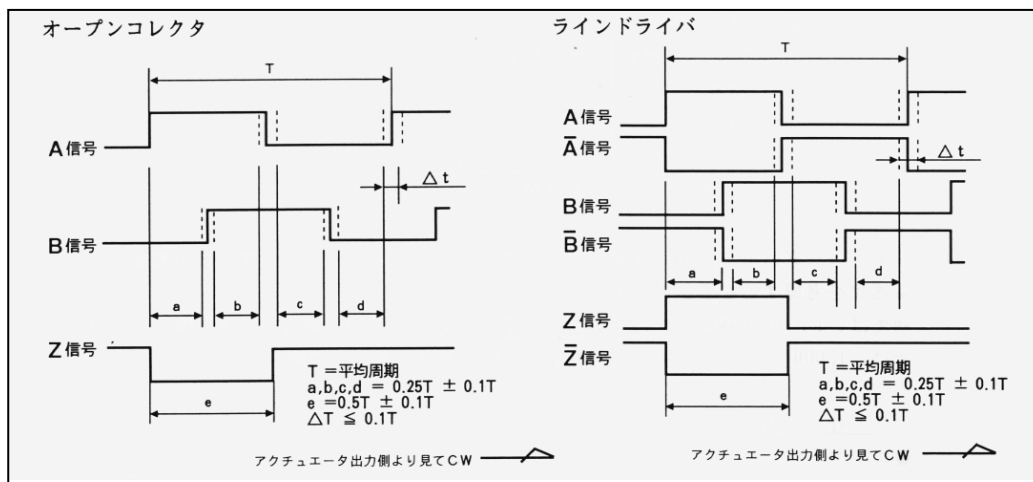 オープンコレクタ
T
A信号
△t
B信号
a
b
c
d
Z信号
e
T =平均周期
a,b,c,d = 0.25T ± 0.1T
e =0.5T ± 0.1T
△T ≦ 0.1T
アクチュエータ出力側より見てCW
ラインドライバ
T
A信号
A̅信号
△t
B信号
B̅信号
a
b
c
d
Z信号
Z̅信号
e
T =平均周期
a,b,c,d = 0.25T ± 0.1T
e =0.5T ± 0.1T
△T ≦ 0.1T
アクチュエータ出力側より見てCW